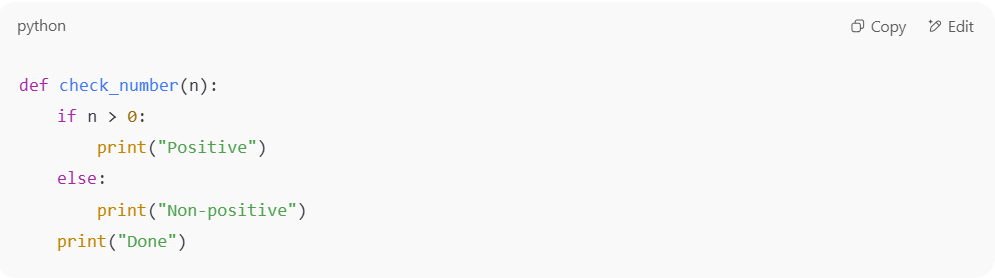 python Copy Edit
def check_number(n):
    if n > 0:
        print("Positive")
    else:
        print("Non-positive")
    print("Done")